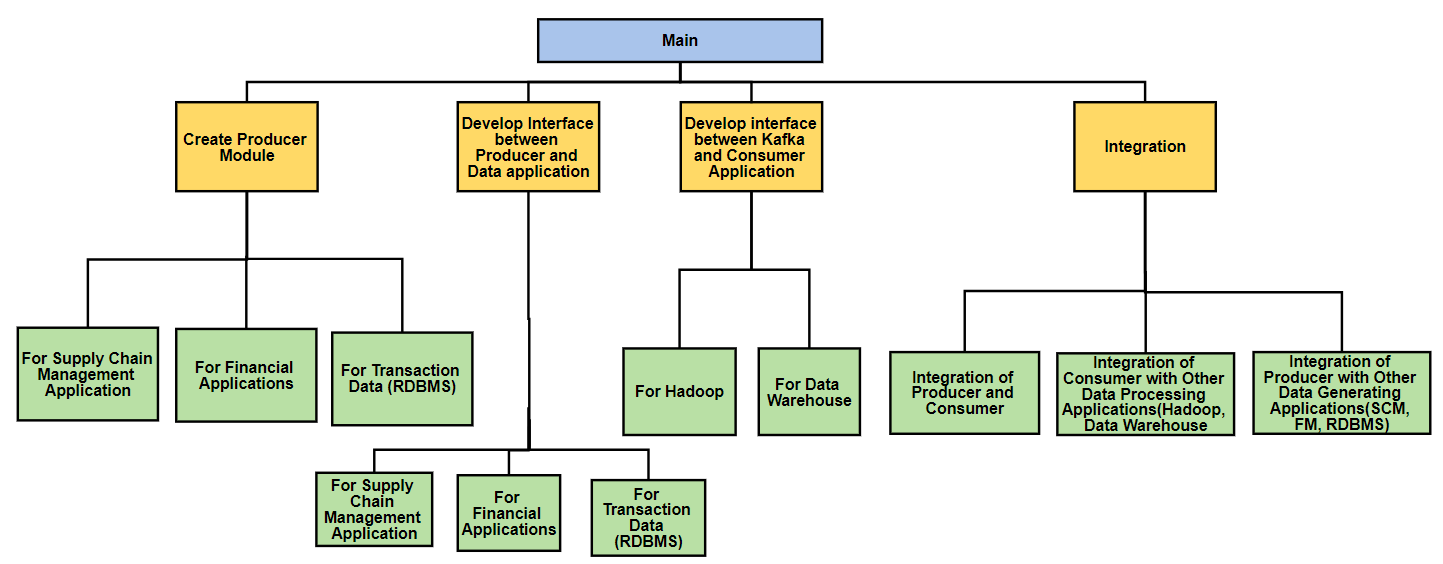 Main
Create Producer
Module
Develop Interface
between
Producer and
Data application
Develop interface
between Kafka
and Consumer
Application
Integration
For Supply Chain
Management
Application
For Financial
Applications
For Transaction
Data (RDBMS)
For Hadoop
For Data
Warehouse
Integration of
Producer and
Consumer
Integration of
Consumer with Other
Data Processing
Applications(Hadoop,
Data Warehouse
Integration of
Producer with Other
Data Generating
Applications(SCM,
FM, RDBMS)
For Supply
Chain
Management
Application
For
Financial
Applications
For
Transaction
Data
(RDBMS)